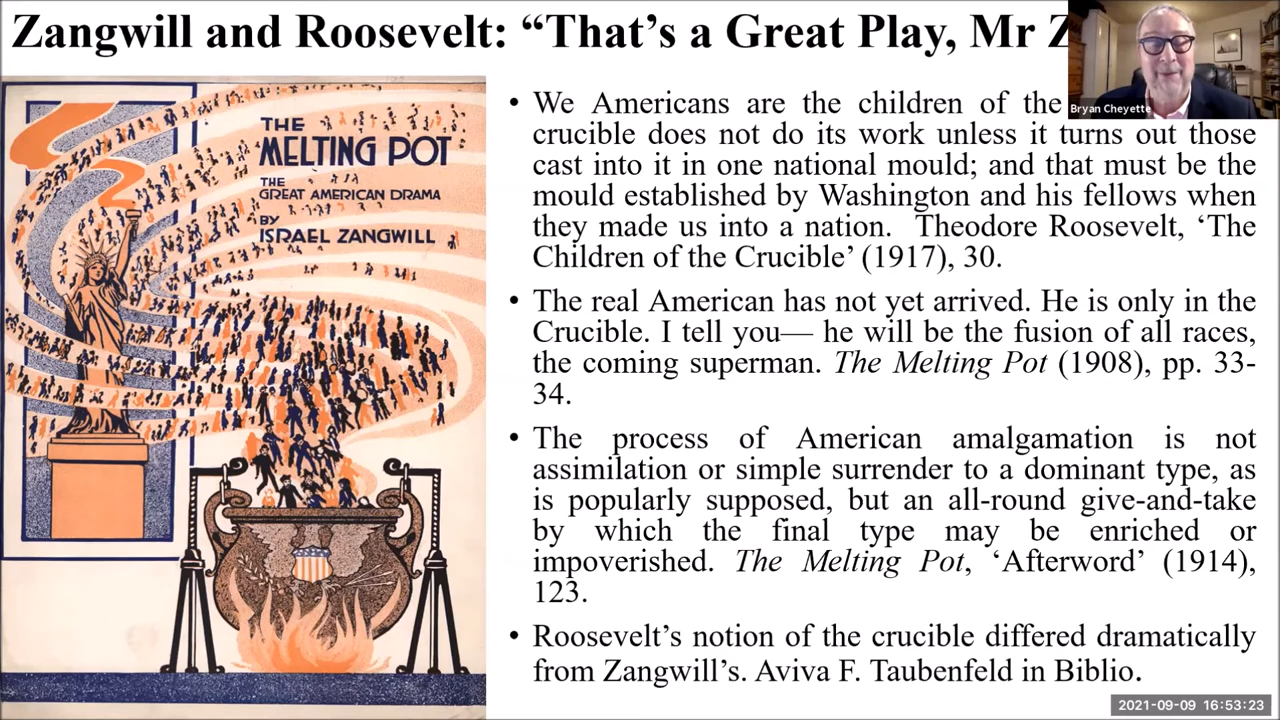 Zangwill and Roosevelt: “That’s a Great Play, Mr Z
Bryan Cheyette
THE
MELTING POT
THE
GREAT AMERICAN DRAMA
BY
ISRAEL ZANGWILL
• We Americans are the children of the
crucible does not do its work unless it turns out those
cast into it in one national mould; and that must be the
mould established by Washington and his fellows when
they made us into a nation. Theodore Roosevelt, ‘The
Children of the Crucible’ (1917), 30.
• The real American has not yet arrived. He is only in the
Crucible. I tell you— he will be the fusion of all races,
the coming superman. The Melting Pot (1908), pp. 33-
34.
• The process of American amalgamation is not
assimilation or simple surrender to a dominant type, as
is popularly supposed, but an all-round give-and-take
by which the final type may be enriched or
impoverished. The Melting Pot, ‘Afterword’ (1914),
123.
• Roosevelt’s notion of the crucible differed dramatically
from Zangwill’s. Aviva F. Taubenfeld in Biblio.
2021-09-09 16:53:23